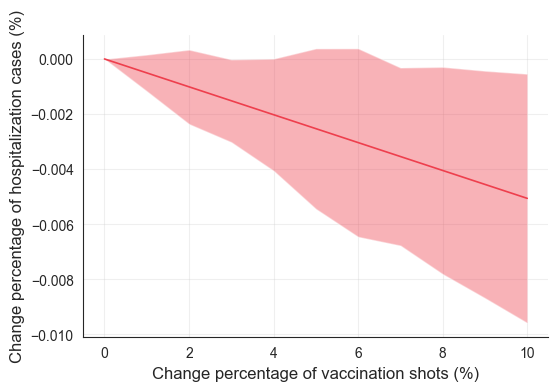 Change percentage of hospitalization cases (%)
0.000
−0.002
−0.004
−0.006
−0.008
−0.010
0 2 4 6 8 10
Change percentage of vaccination shots (%)